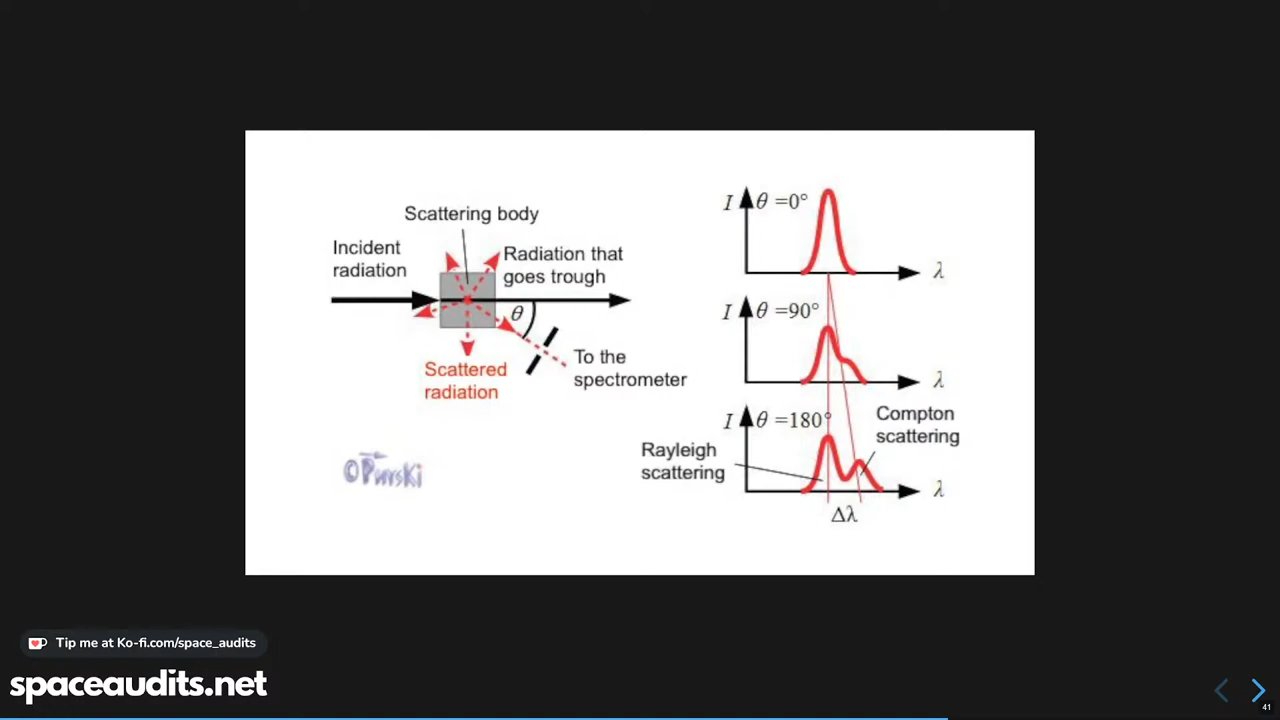 Scattering body
Incident
radiation
Radiation that
goes trough
θ
To the
spectrometer
Scattered
radiation
I θ =0°
λ
I θ =90°
λ
I θ =180°
Compton
scattering
Rayleigh
scattering
λ
Δλ
Tip me at Ko-fi.com/space_audits
spaceaudits.net
41